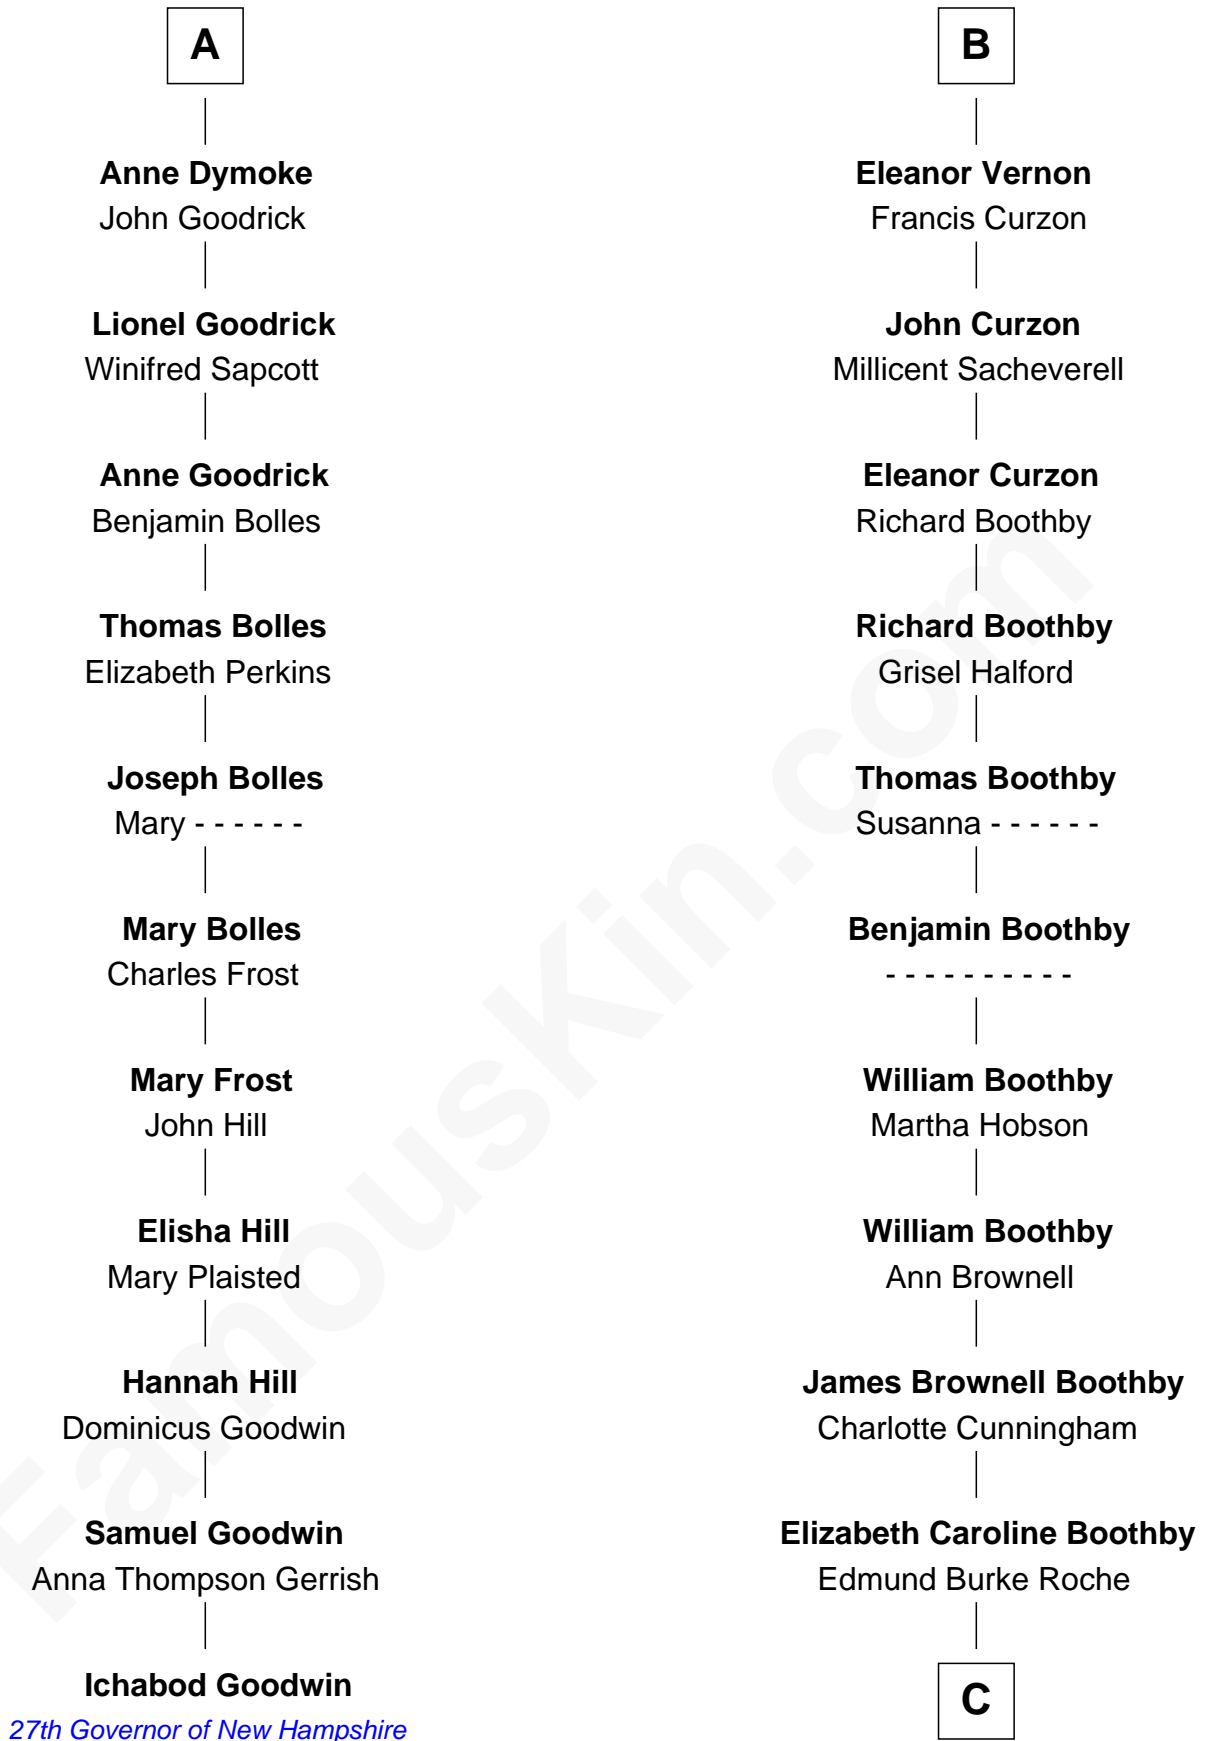 A
Anne Dymoke
John Goodrick
Lionel Goodrick
Winifred Sapcott
Anne Goodrick
Benjamin Bolles
Thomas Bolles
Elizabeth Perkins
Joseph Bolles
Mary - - - - - -
Mary Bolles
Charles Frost
Mary Frost
John Hill
Elisha Hill
Mary Plaisted
Hannah Hill
Dominicus Goodwin
Samuel Goodwin
Anna Thompson Gerrish
Ichabod Goodwin
27th Governor of New Hampshire
B
Eleanor Vernon
Francis Curzon
John Curzon
Millicent Sacheverell
Eleanor Curzon
Richard Boothby
Richard Boothby
Grisel Halford
Thomas Boothby
Susanna - - - - - -
Benjamin Boothby
- - - - - - - - - -
William Boothby
Martha Hobson
William Boothby
Ann Brownell
James Brownell Boothby
Charlotte Cunningham
Elizabeth Caroline Boothby
Edmund Burke Roche
C
FamousKin.com